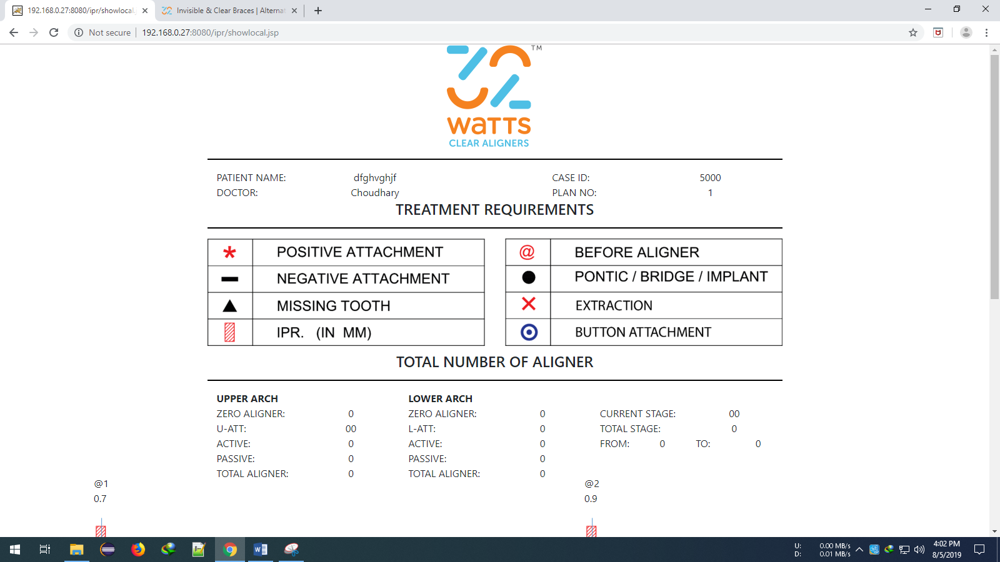 192.168.0.27:8080/ipr/showlocal.
Invisible & Clear Braces | Alternat
Not secure
192.168.0.27:8080/ipr/showlocal.jsp
32
TM
watts
CLEAR ALIGNERS
PATIENT NAME: dfghvghjf CASE ID: 5000
DOCTOR: Choudhary PLAN NO: 1
TREATMENT REQUIREMENTS
* POSITIVE ATTACHMENT @ BEFORE ALIGNER
NEGATIVE ATTACHMENT PONTIC / BRIDGE / IMPLANT
MISSING TOOTH EXTRACTION
IPR. (IN MM) BUTTON ATTACHMENT
TOTAL NUMBER OF ALIGNER
UPPER ARCH LOWER ARCH
ZERO ALIGNER: 0 ZERO ALIGNER: 0 CURRENT STAGE: 00
U-ATT: 00 L-ATT: 0 TOTAL STAGE: 0
ACTIVE: 0 ACTIVE: 0 FROM: 0 TO: 0
PASSIVE: 0 PASSIVE: 0
TOTAL ALIGNER: 0 TOTAL ALIGNER: 0
@1 @2
0.7 0.9
U: 0.00 MB/s
D: 0.01 MB/s
4:02 PM
8/5/2019